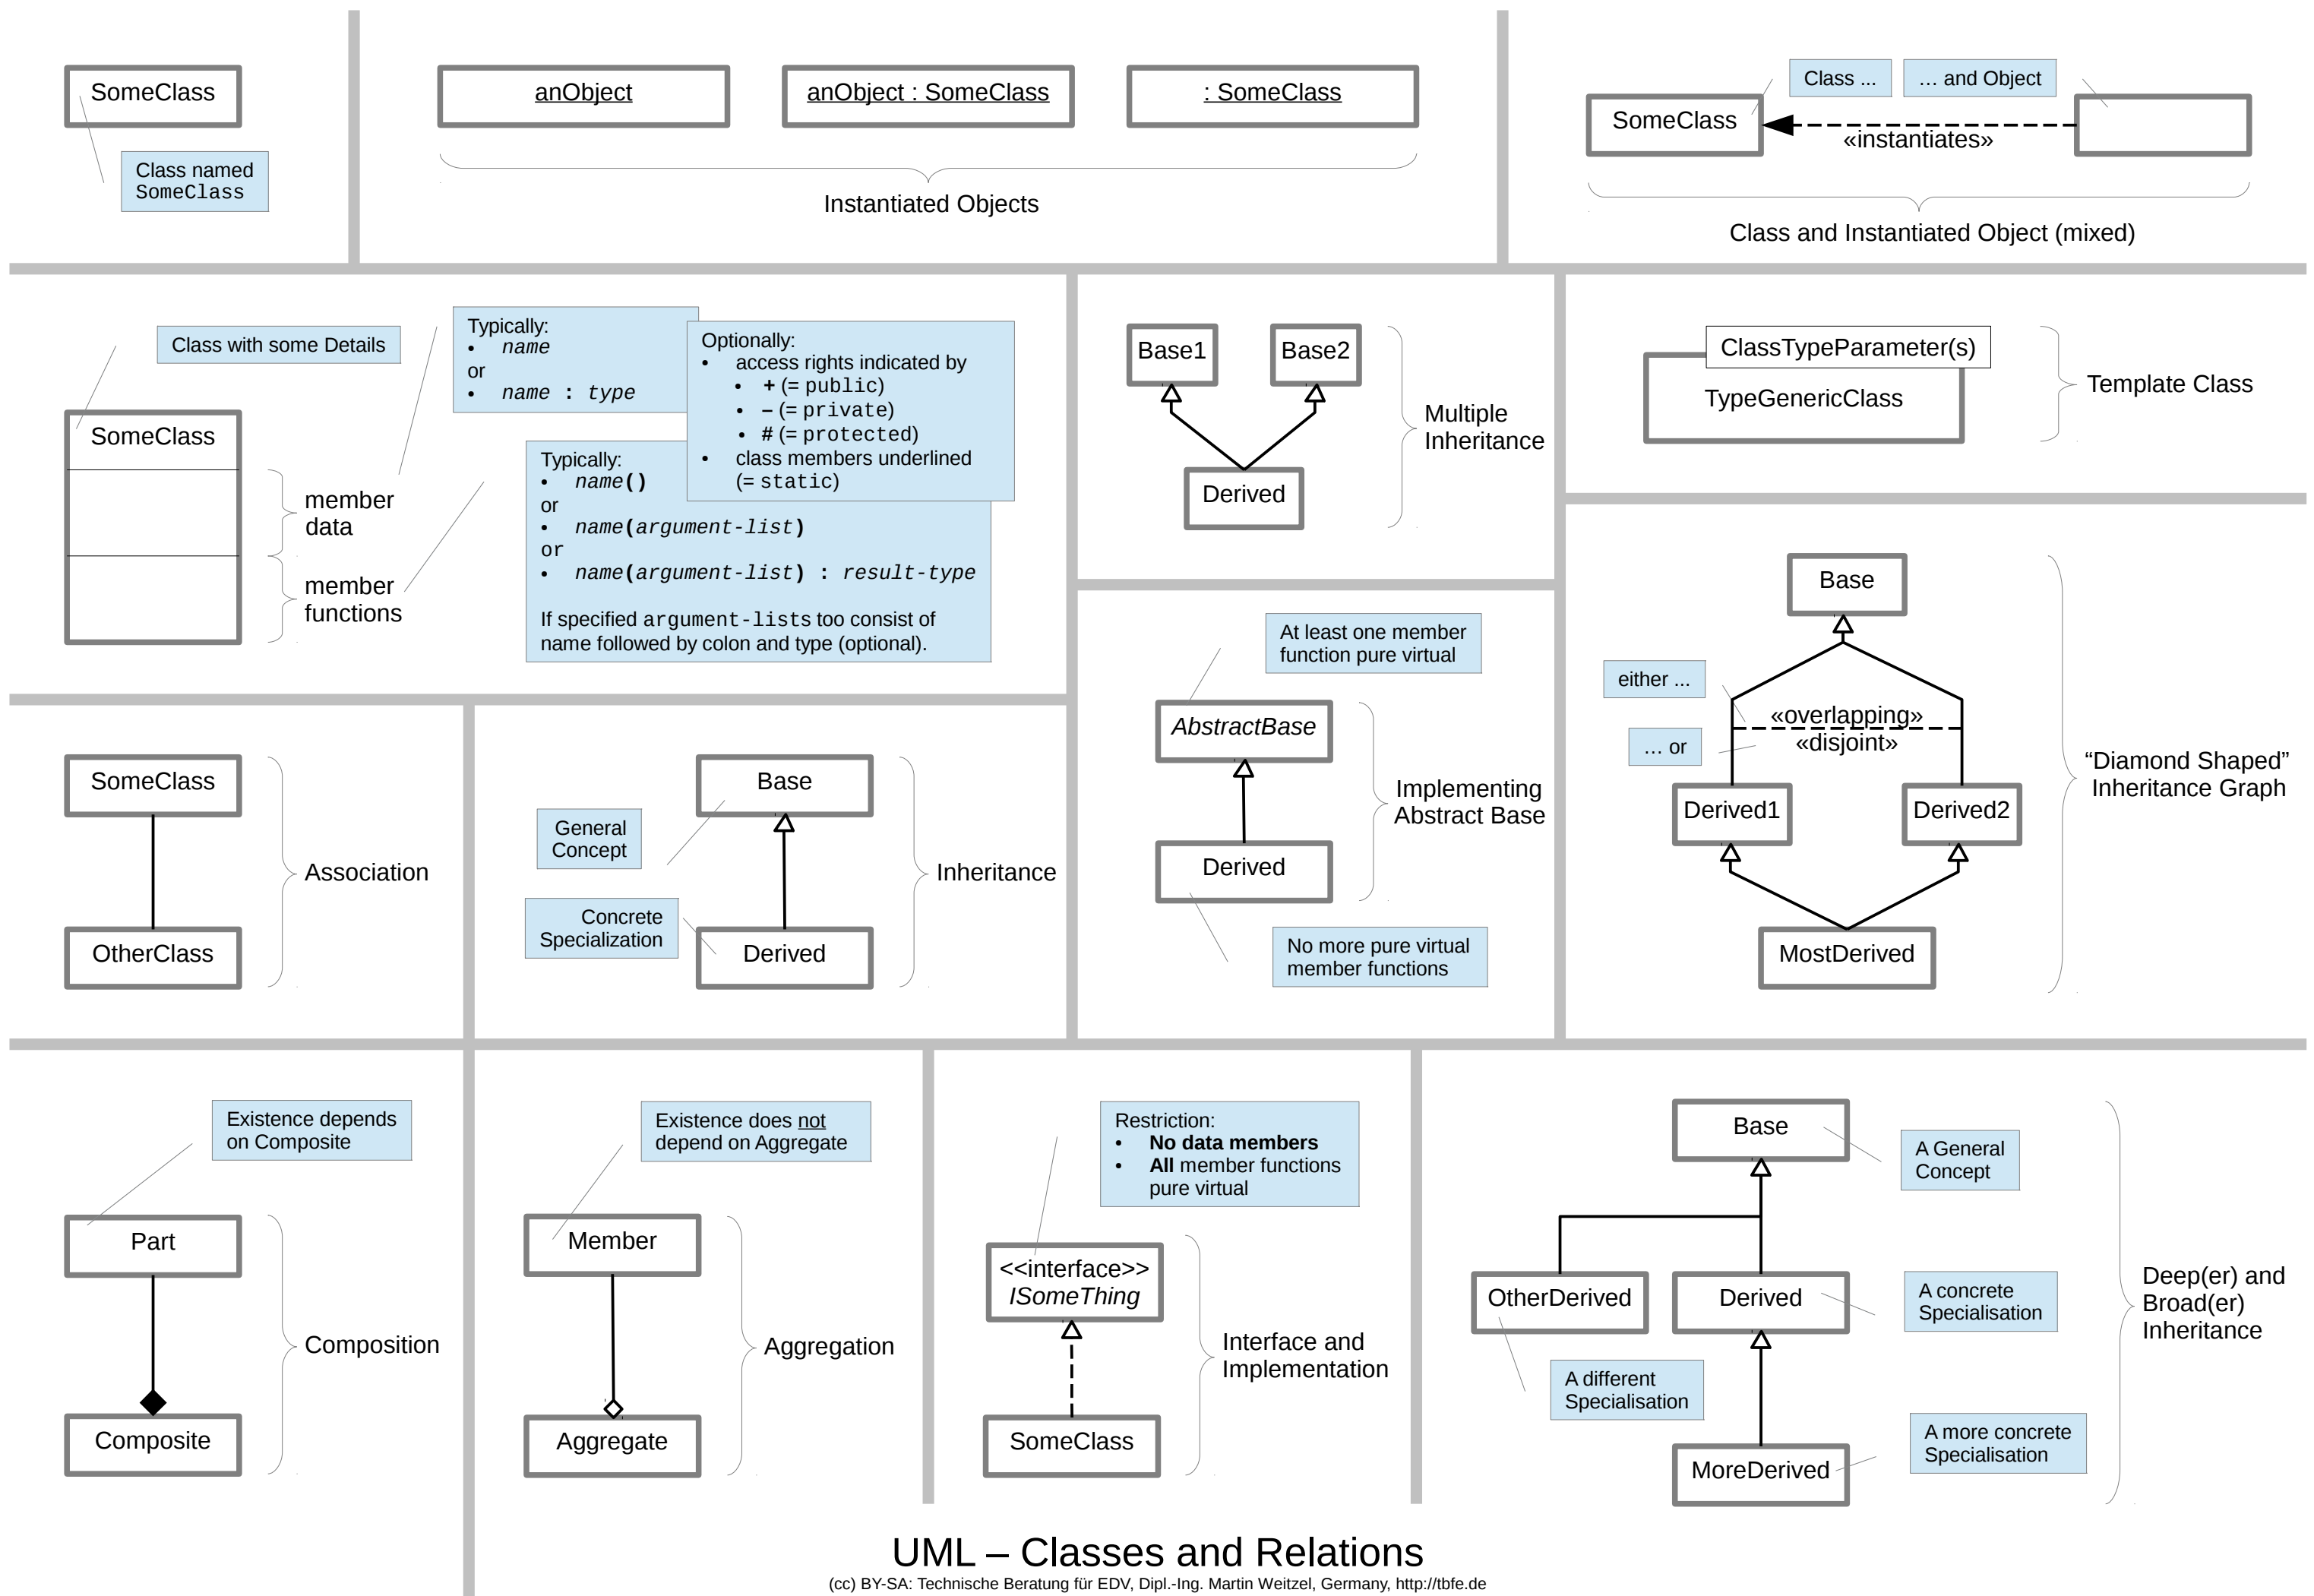 SomeClass
Class named
SomeClass
anObject
anObject : SomeClass
: SomeClass
Instantiated Objects
Class ...
… and Object
SomeClass
«instantiates»
Class and Instantiated Object (mixed)
Class with some Details
SomeClass
member
data
member
functions
Typically:
• name
or
• name : type
Optionally:
• access rights indicated by
• + (= public)
• – (= private)
• # (= protected)
• class members underlined
(= static)
Typically:
• name()
or
• name(argument-list)
or
• name(argument-list) : result-type
If specified argument-lists too consist of
name followed by colon and type (optional).
Base1
Base2
Derived
Multiple
Inheritance
ClassTypeParameter(s)
TypeGenericClass
Template Class
At least one member
function pure virtual
AbstractBase
Derived
Implementing
Abstract Base
No more pure virtual
member functions
Base
either ...
«overlapping»
… or
«disjoint»
Derived1
Derived2
MostDerived
“Diamond Shaped”
Inheritance Graph
SomeClass
OtherClass
Association
Base
General
Concept
Concrete
Specialization
Derived
Inheritance
Existence depends
on Composite
Part
Composite
Composition
Existence does not
depend on Aggregate
Member
Aggregate
Aggregation
Restriction:
• No data members
• All member functions
pure virtual
<<interface>>
ISomeThing
SomeClass
Interface and
Implementation
Base
A General
Concept
OtherDerived
Derived
A concrete
Specialisation
A different
Specialisation
MoreDerived
A more concrete
Specialisation
Deep(er) and
Broad(er)
Inheritance
UML – Classes and Relations
(cc) BY-SA: Technische Beratung für EDV, Dipl.-Ing. Martin Weitzel, Germany, http://tbfe.de